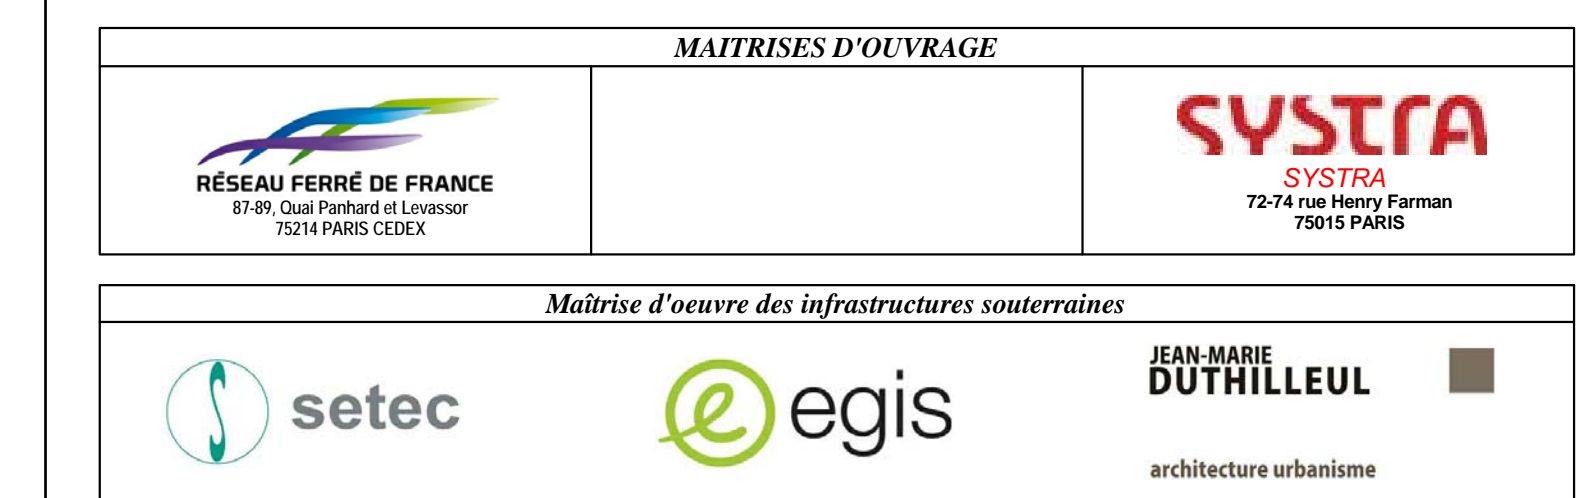 MAITRISES D'OUVRAGE
RÉSEAU FERRÉ DE FRANCE
87-89, Quai Panhard et Levassor
75214 PARIS CEDEX
SYSTRA
SYSTRA
72-74 rue Henry Farman
75015 PARIS
Maîtrise d'oeuvre des infrastructures souterraines
setec
egis
JEAN-MARIE
DUTHILLEUL
architecture urbanisme